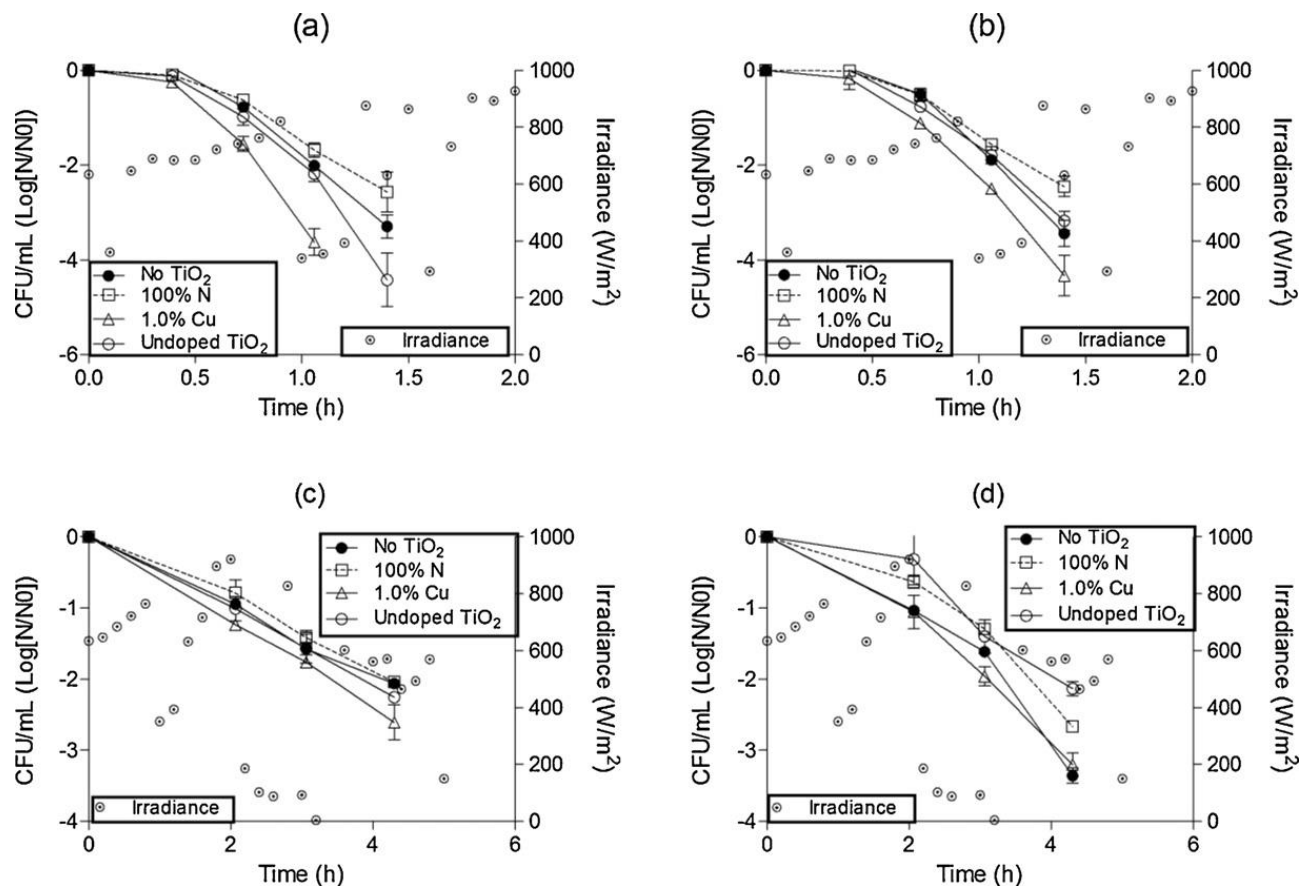 (a)
CFU/mL (Log[N/N0])
0
-2
-4
-6
1000
800
600
400
200
0
Irradiance (W/m²)
No TiO₂
100% N
1.0% Cu
Undoped TiO₂
Irradiance
0.0 0.5 1.0 1.5 2.0
Time (h)
(b)
CFU/mL (Log[N/N0])
0
-2
-4
-6
1000
800
600
400
200
0
Irradiance (W/m²)
No TiO₂
100% N
1.0% Cu
Undoped TiO₂
Irradiance
0.0 0.5 1.0 1.5 2.0
Time (h)
(c)
CFU/mL (Log[N/N0])
0
-1
-2
-3
-4
1000
800
600
400
200
0
Irradiance (W/m²)
No TiO₂
100% N
1.0% Cu
Undoped TiO₂
Irradiance
0 2 4 6
Time (h)
(d)
CFU/mL (Log[N/N0])
0
-1
-2
-3
-4
1000
800
600
400
200
0
Irradiance (W/m²)
No TiO₂
100% N
1.0% Cu
Undoped TiO₂
Irradiance
0 2 4 6
Time (h)